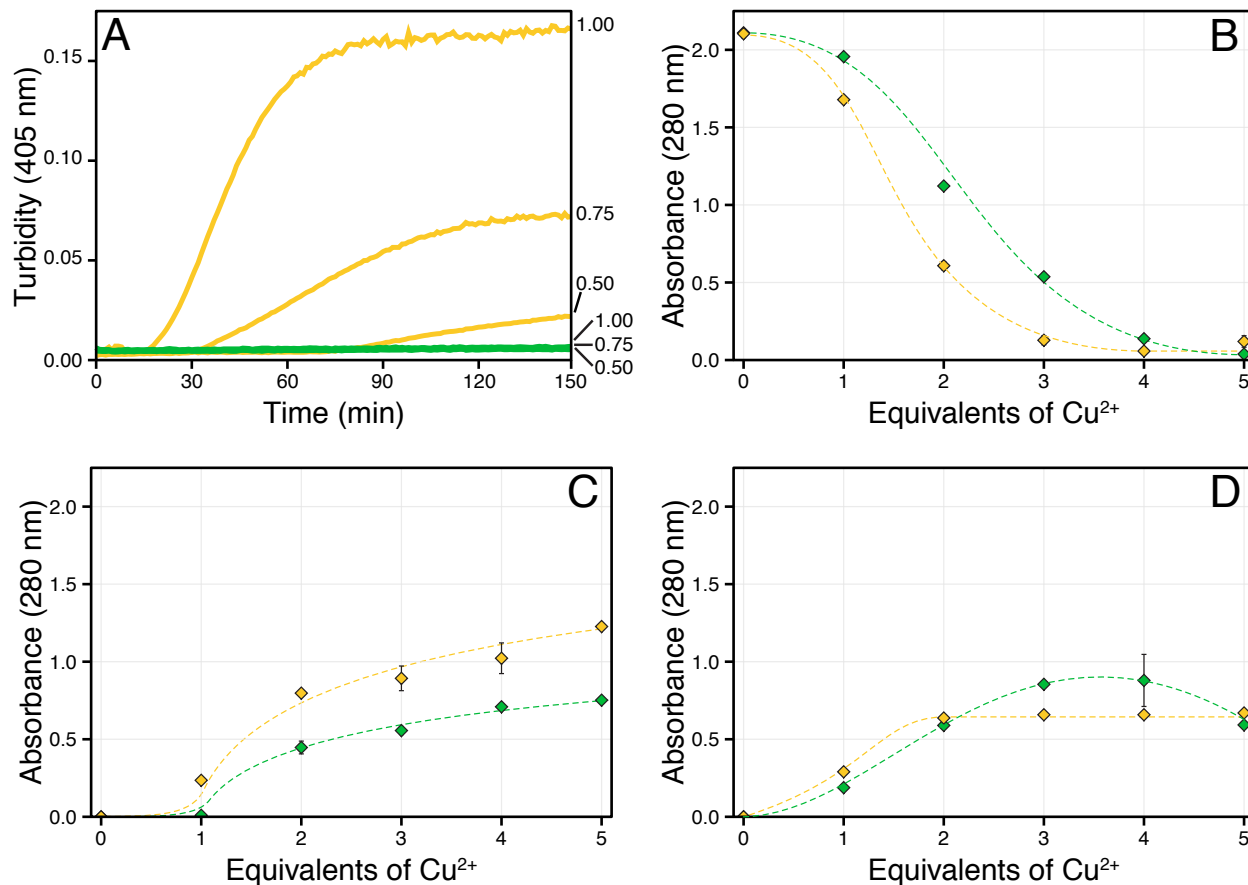 A
Turbidity (405 nm)
0.15
0.10
0.05
0.00
0 30 60 90 120 150
Time (min)
1.00
0.75
0.50
1.00
0.75
0.50
B
Absorbance (280 nm)
2.0
1.5
1.0
0.5
0.0
0 1 2 3 4 5
Equivalents of Cu²⁺
C
Absorbance (280 nm)
2.0
1.5
1.0
0.5
0.0
0 1 2 3 4 5
Equivalents of Cu²⁺
D
Absorbance (280 nm)
2.0
1.5
1.0
0.5
0.0
0 1 2 3 4 5
Equivalents of Cu²⁺